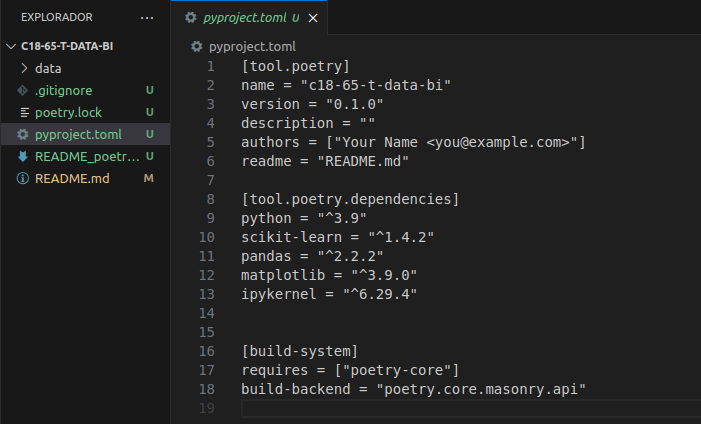 EXPLORADOR ...
C18-65-T-DATA-BI
data
.gitignore U
poetry.lock U
pyproject.toml U
README_poetr... U
README.md M
pyproject.toml U
pyproject.toml
1 [tool.poetry]
2 name = "c18-65-t-data-bi"
3 version = "0.1.0"
4 description = ""
5 authors = ["Your Name <you@example.com>"]
6 readme = "README.md"
7
8 [tool.poetry.dependencies]
9 python = "^3.9"
10 scikit-learn = "^1.4.2"
11 pandas = "^2.2.2"
12 matplotlib = "^3.9.0"
13 ipykernel = "^6.29.4"
14
15
16 [build-system]
17 requires = ["poetry-core"]
18 build-backend = "poetry.core.masonry.api"
19